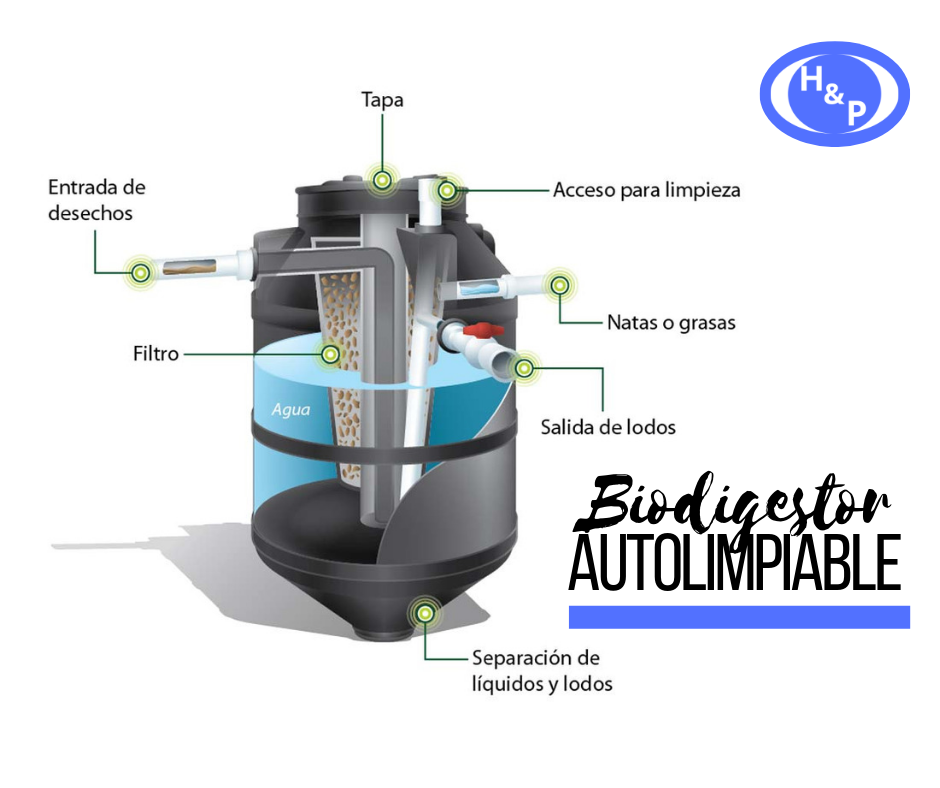 H&P
Tapa
Entrada de
desechos
Acceso para limpieza
Natas o grasas
Filtro
Agua
Salida de lodos
Biodigestor
AUTOLIMPIABLE
Separación de
líquidos y lodos